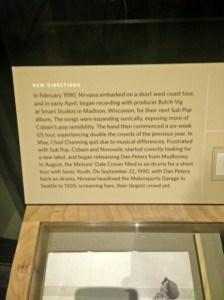 NEW DIRECTIONS
In February 1990, Nirvana embarked on a short west coast tour,
and in early April, began recording with producer Butch Vig
at Smart Studios in Madison, Wisconsin, for their next Sub Pop
album. The songs were expanding sonically, exposing more of
Cobain's pop sensibility. The band then commenced a six-week
US tour, experiencing double the crowds of the previous year. In
May, Chad Channing quit due to musical differences. Frustrated
with Sub Pop, Cobain and Novoselic started covertly looking for
a new label, and began rehearsing Dan Peters from Mudhoney.
In August, the Melvins' Dale Crover filled in on drums for a short
tour with Sonic Youth. On September 22, 1990, with Dan Peters
back on drums, Nirvana headlined the Motorsports Garage in
Seattle to 1500, screaming fans, their largest crowd yet.